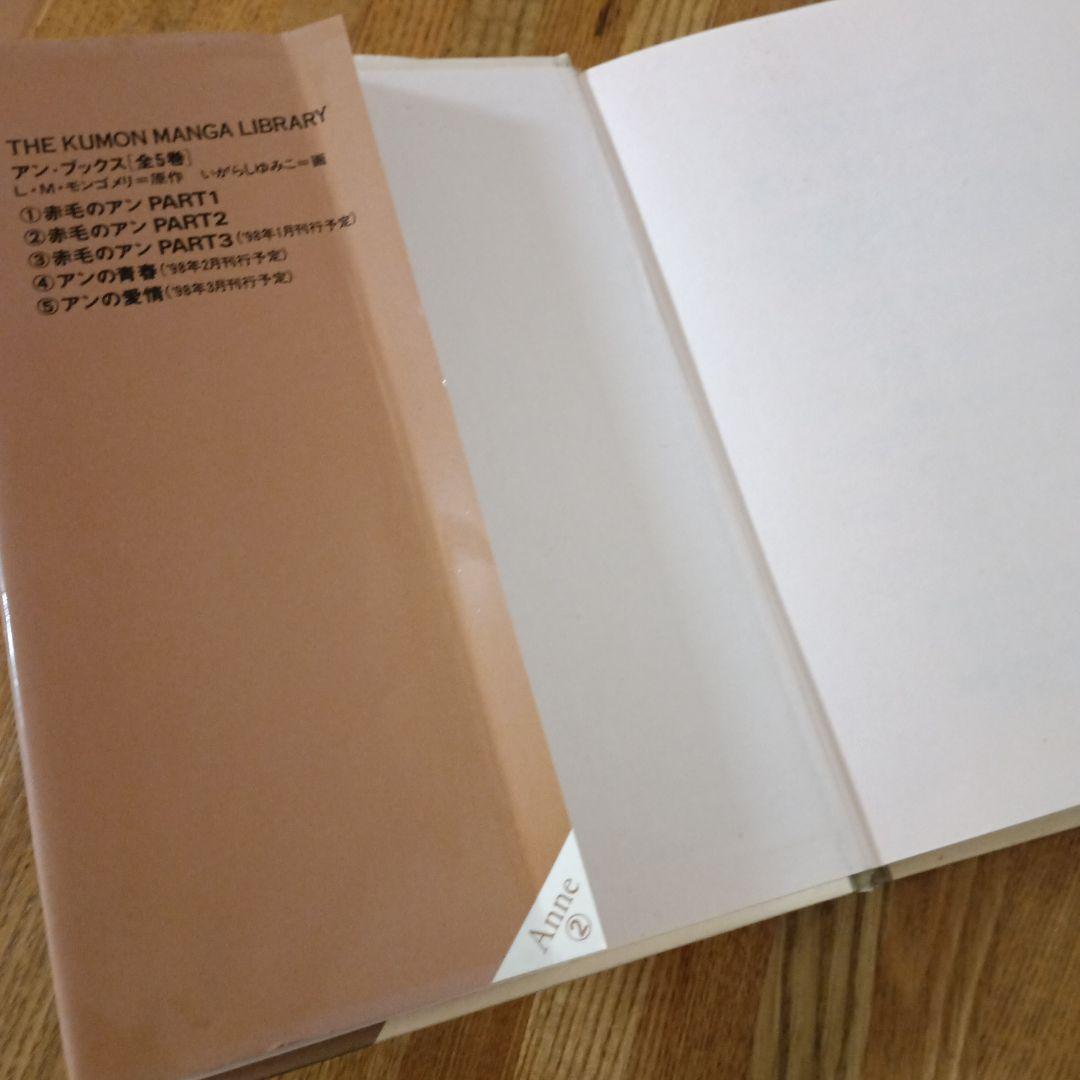 THE KUMON MANGA LIBRARY
アン・ブックス[全5巻]
L・M・モンゴメリ=原作 いがらしゆみこ=画
①赤毛のアン PART1
②赤毛のアン PART2
③赤毛のアン PART3('98年1月刊行予定)
④アンの青春('98年2月刊行予定)
⑤アンの愛情('98年3月刊行予定)
Anne
②